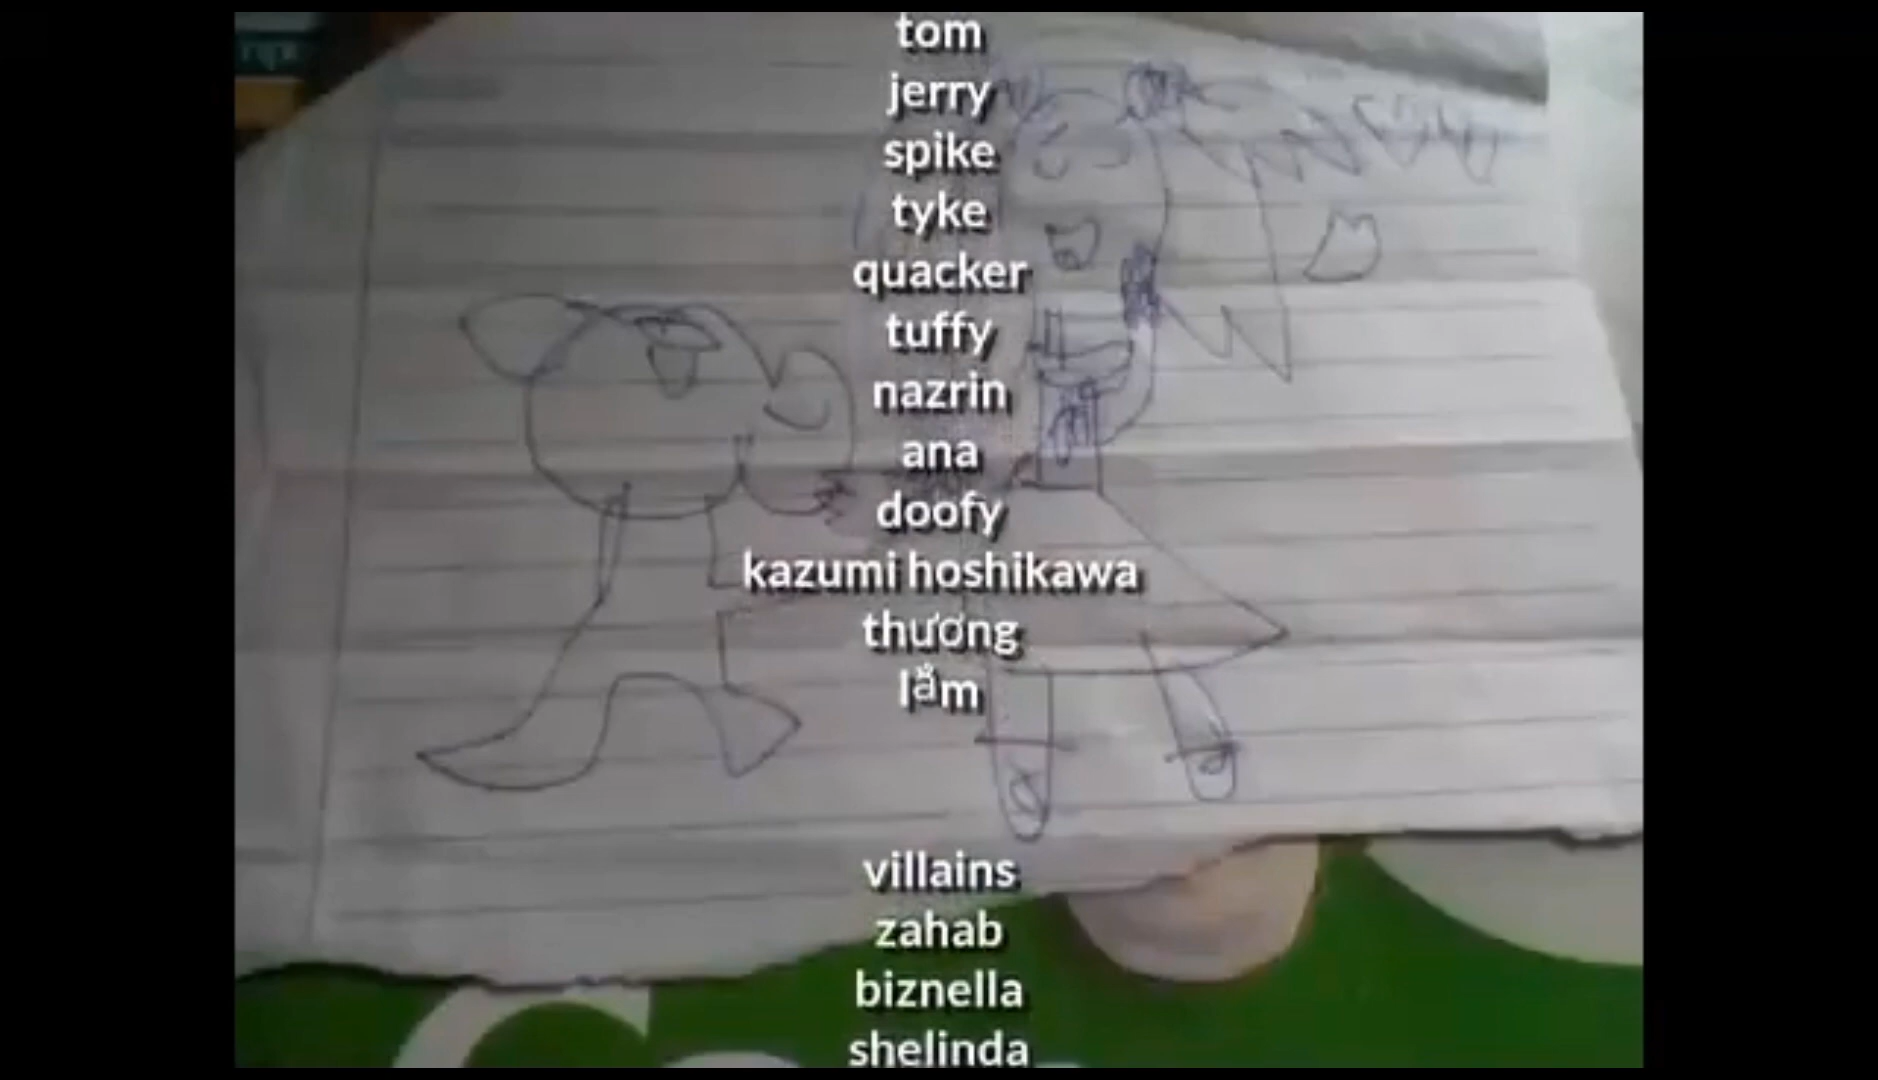 tom
jerry
spike
tyke
quacker
tuffy
nazrin
ana
doofy
kazumi hoshikawa
thương
lắm
villains
zahab
biznella
shelinda